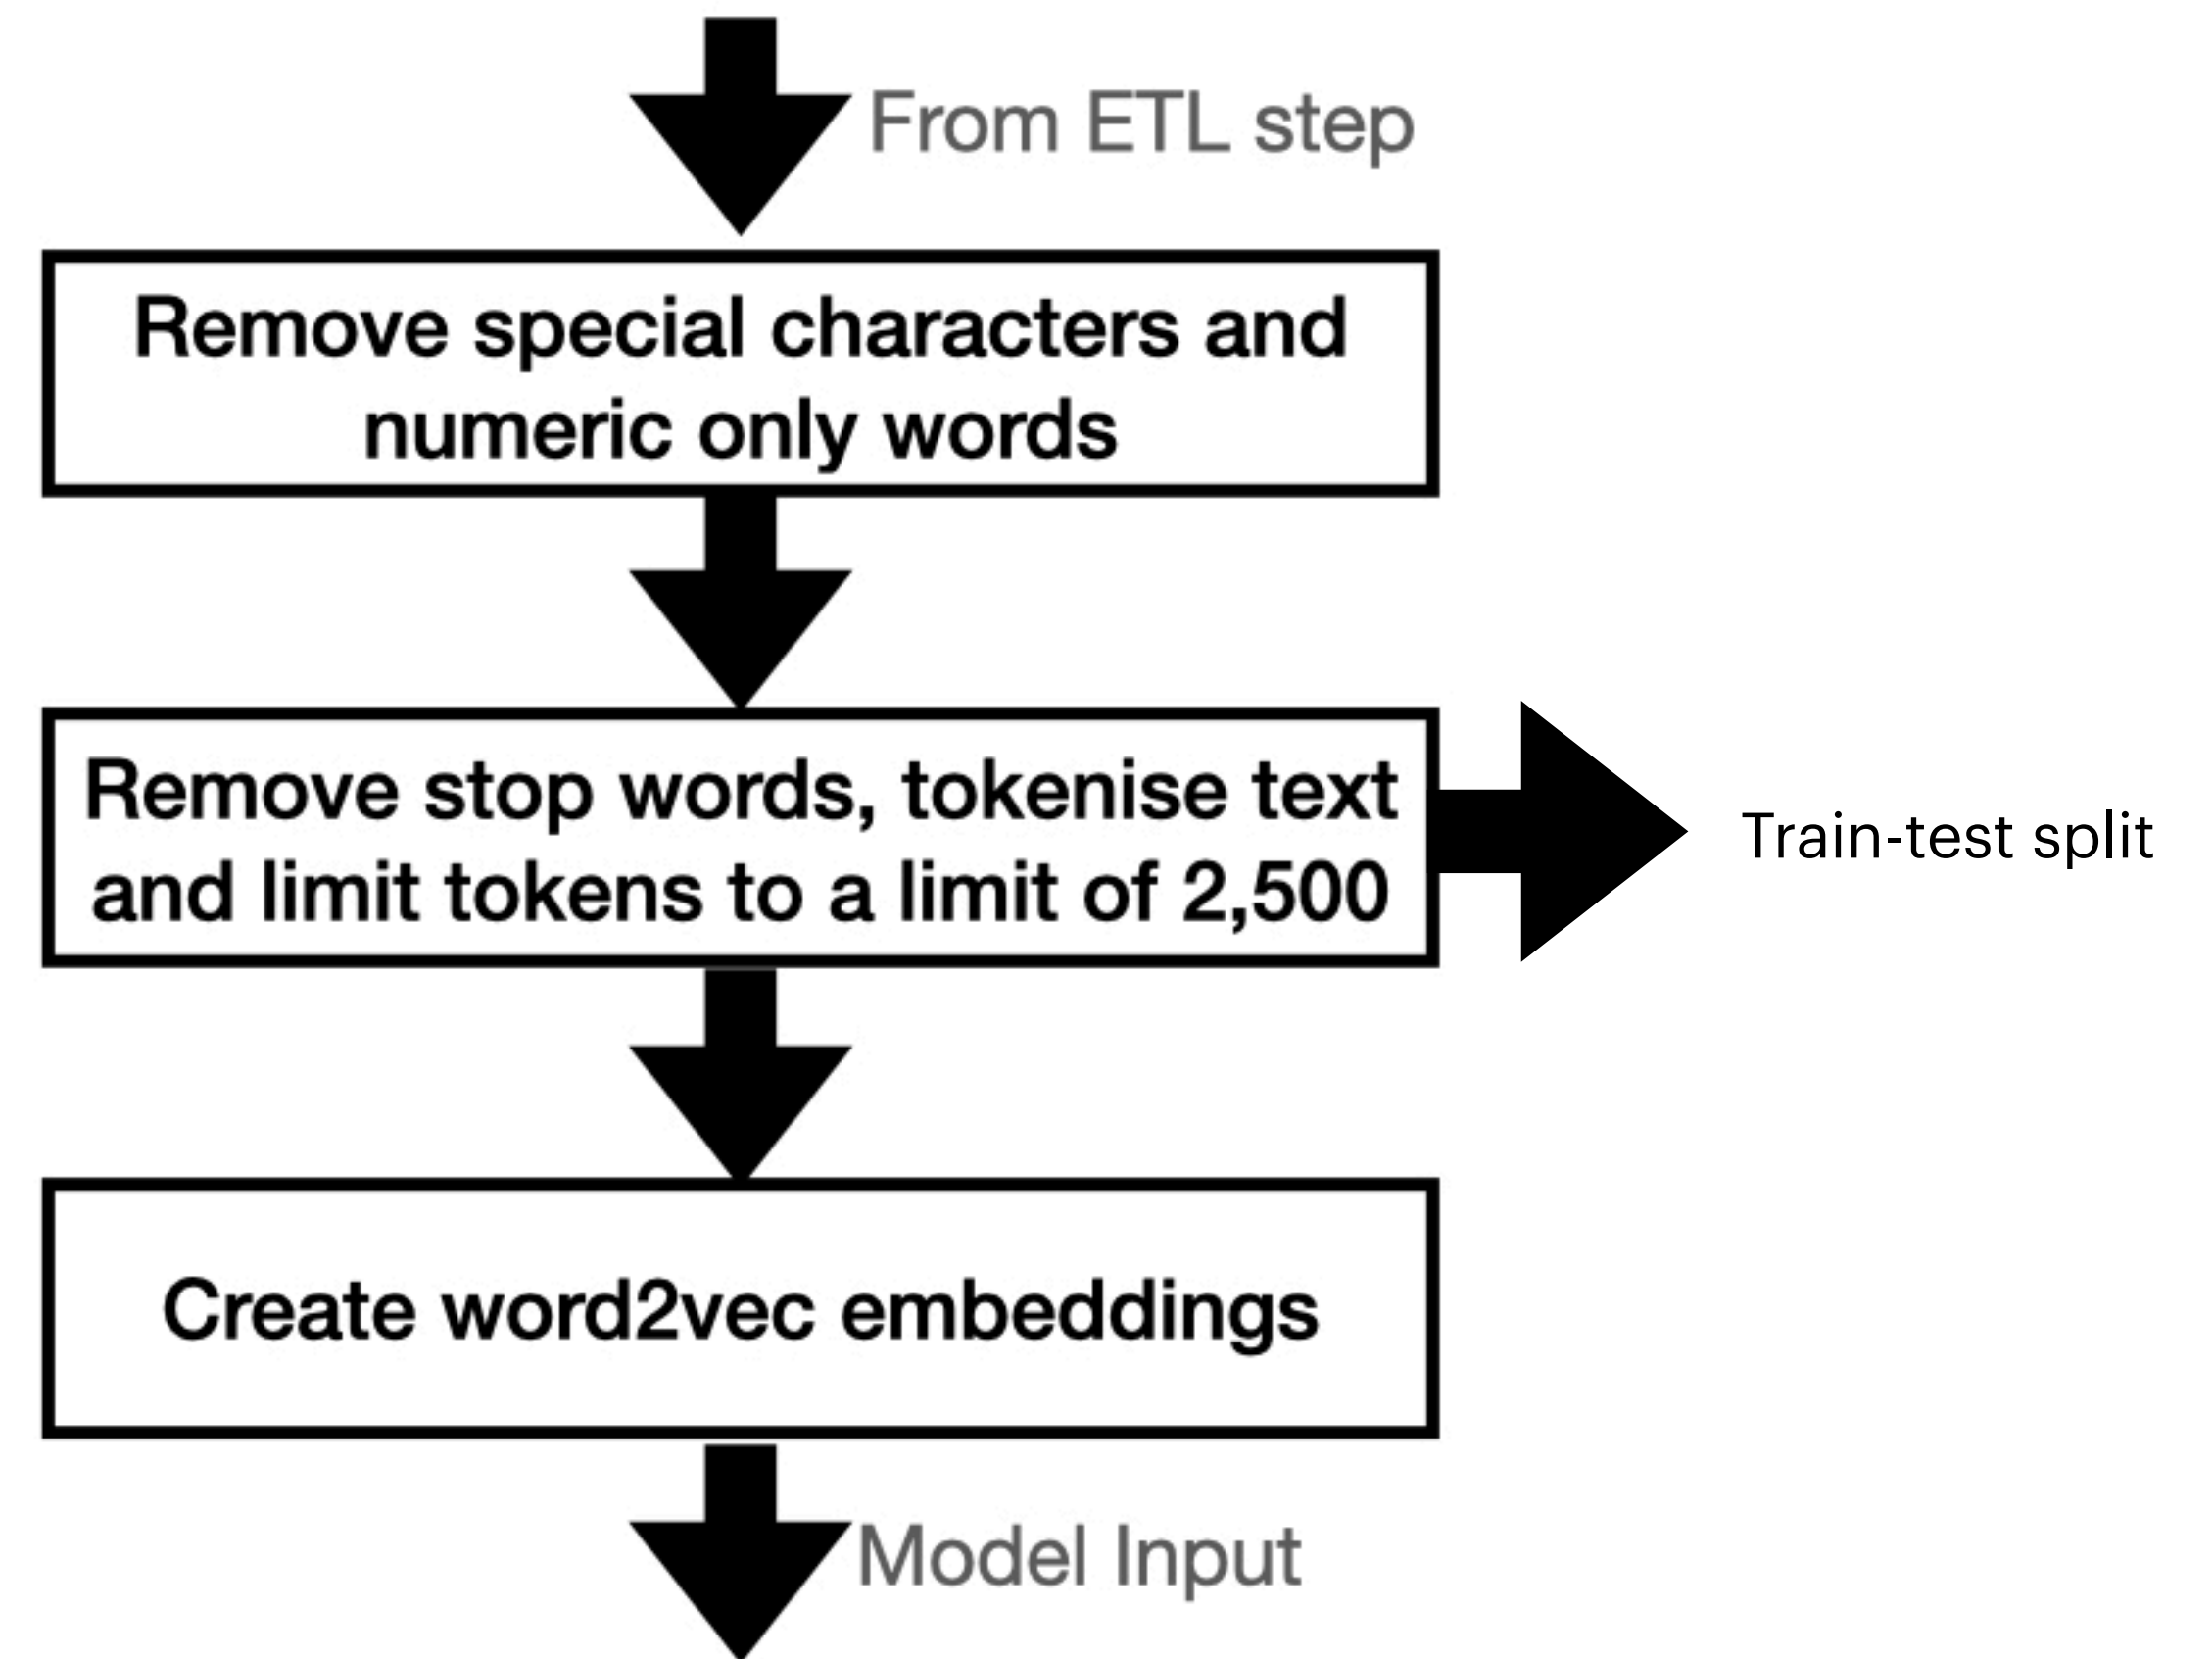 From ETL step
Remove special characters and
numeric only words
Remove stop words, tokenise text
and limit tokens to a limit of 2,500
Train-test split
Create word2vec embeddings
Model Input